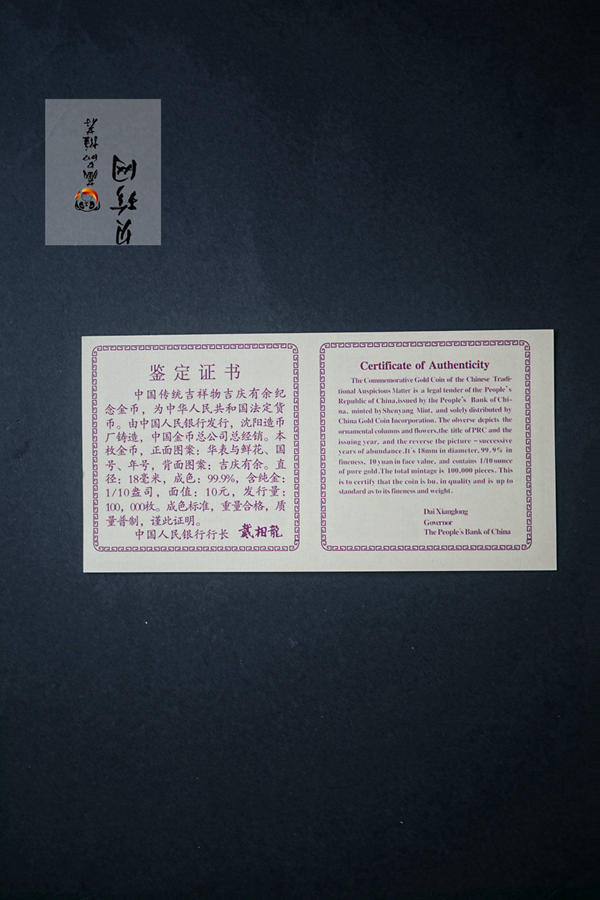 贝珍网
藏品推荐
鉴定证书
中国传统吉祥物吉庆有余纪
念金币，为中华人民共和国法定货
币。由中国人民银行发行，沈阳造币
厂铸造，中国金币总公司总经销。本
枚金币，正面图案：华表与鲜花、国
号、年号，背面图案：吉庆有余。直
径：18毫米，成色：99.9%，含纯金：
1/10盎司，面值：10元，发行量：
100，000枚。成色标准，重量合格，质
量普制，谨此证明。
中国人民银行行长 戴相龍
Certificate of Authenticity
The Commemorative Gold Coin of the Chinese Tradi-
tional Auspicious Matter is a legal tender of the People's
Republic of China,issued by the People's Bank of Chi-
na, minted by Shenyang Mint, and solely distributed by
China Gold Coin Incorporation. The obverse depicts the
ornamental columns and flowers,the title of PRC and the
issuing year, and the reverse the picture – successive
years of abundance.It's 18mm in diameter, 99.9% in
fineness, 10 yuan in face value, and contains 1/10 ounce
of pure gold.The total mintage is 100,000 pieces. This
is to certify that the coin is bu, in quality and is up to
standard as to its fineness and weight.
Dai Xianglong
Governor
The People's Bank of China